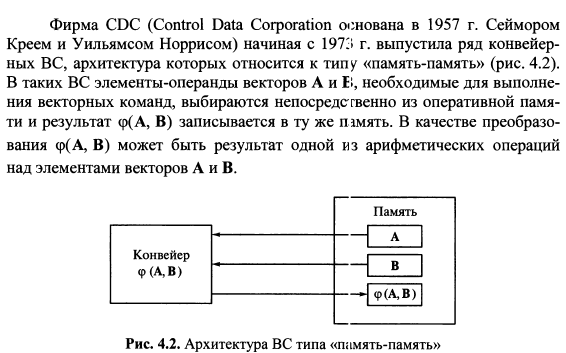 Фирма CDC (Control Data Corporation основана в 1957 г. Сеймором
Креем и Уильямсом Норрисом) начиная с 1973 г. выпустила ряд конвейер-
ных ВС, архитектура которых относится к типу «память-память» (рис. 4.2).
В таких ВС элементы-операнды векторов A и B, необходимые для выполне-
ния векторных команд, выбираются непосредственно из оперативной памя-
ти и результат φ(A, B) записывается в ту же память. В качестве преобразо-
вания φ(A, B) может быть результат одной из арифметических операций
над элементами векторов A и B.
Память
A
Конвейер
φ (A, B)
B
φ (A, B)
Рис. 4.2. Архитектура ВС типа «память-память»